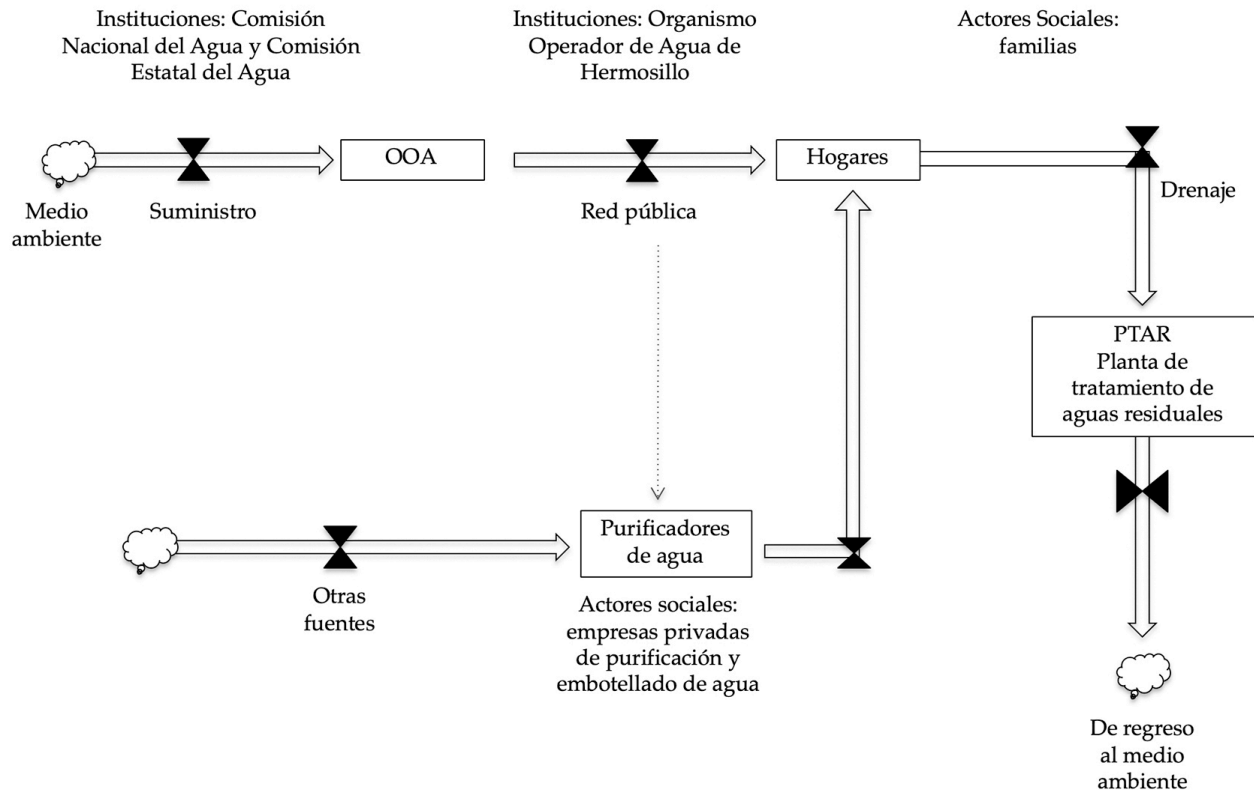 Instituciones: Comisión
Nacional del Agua y Comisión
Estatal del Agua
Instituciones: Organismo
Operador de Agua de
Hermosillo
Actores Sociales:
familias
OOA
Hogares
Medio
ambiente
Suministro
Red pública
Drenaje
PTAR
Planta de
tratamiento de
aguas residuales
Purificadores
de agua
Otras
fuentes
Actores sociales:
empresas privadas
de purificación y
embotellado de agua
De regreso
al medio
ambiente